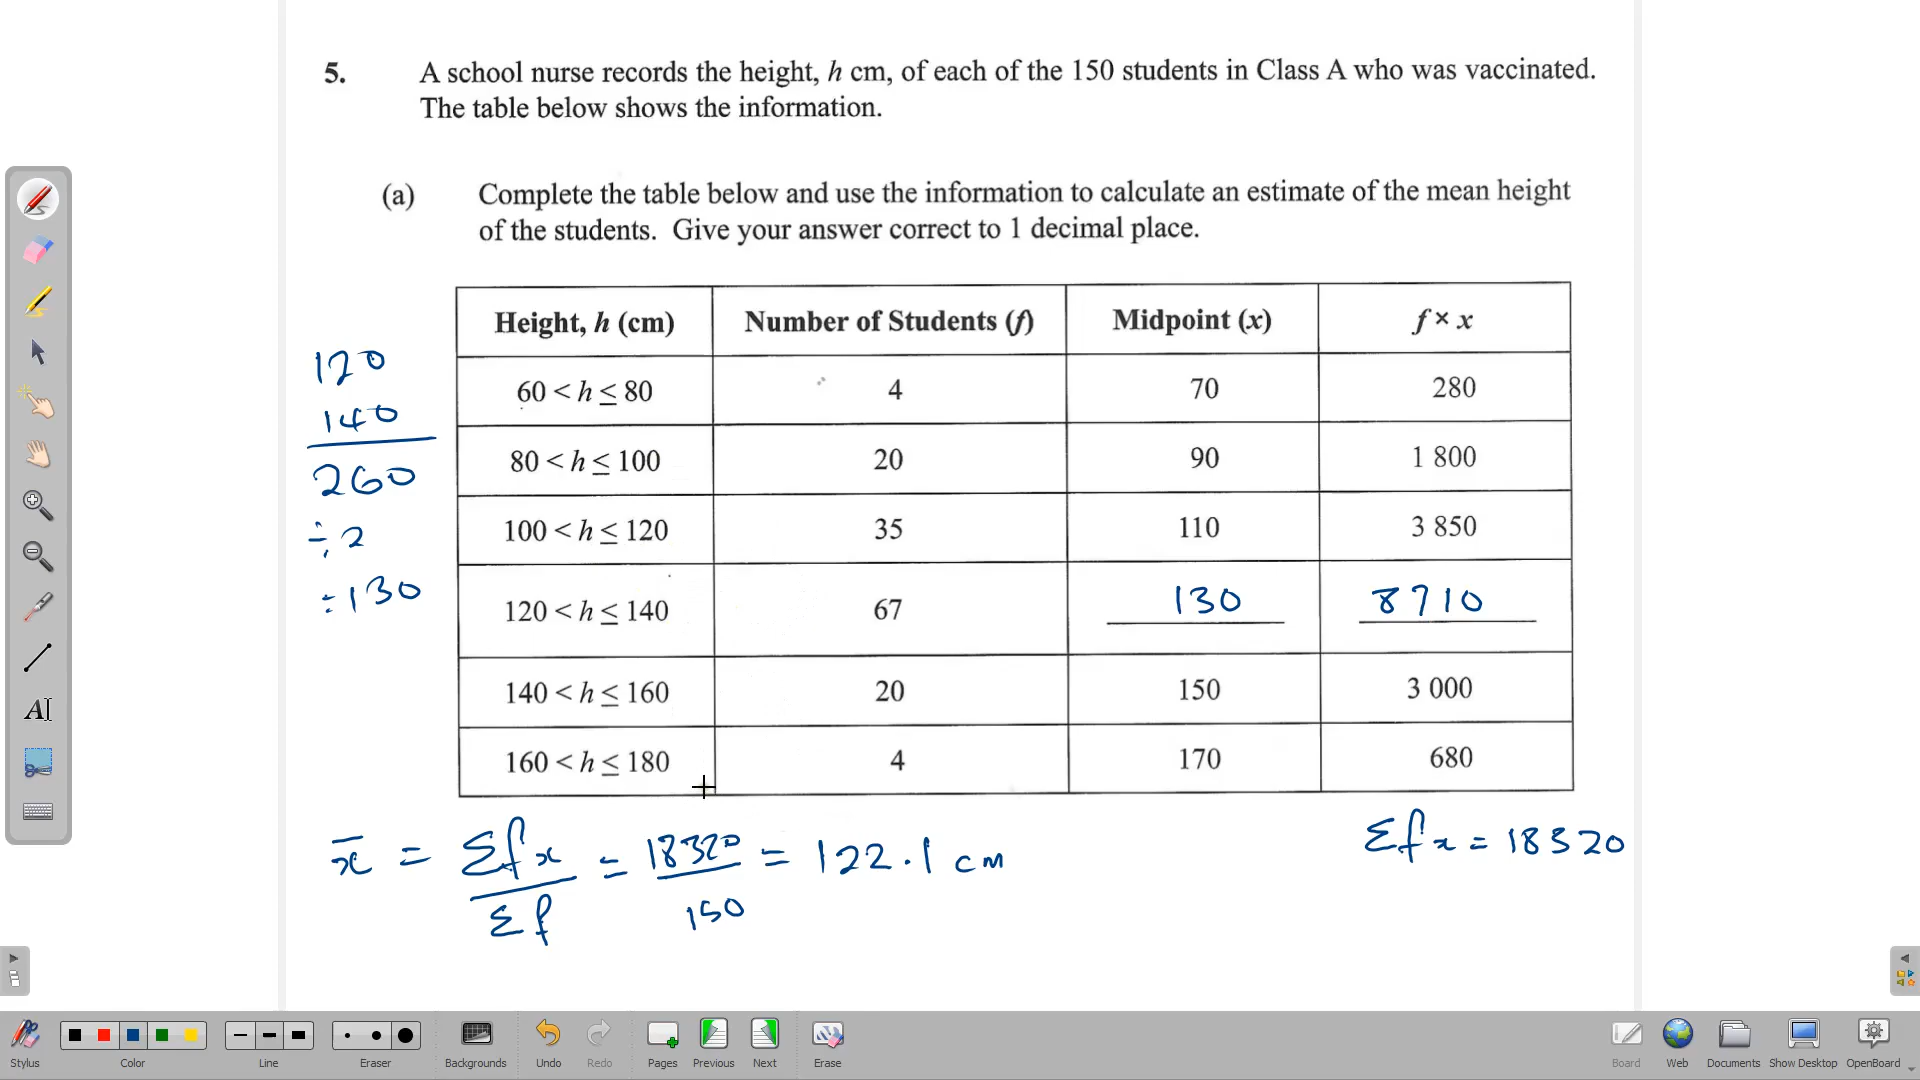 5. A school nurse records the height, h cm, of each of the 150 students in Class A who was vaccinated.
The table below shows the information.
(a) Complete the table below and use the information to calculate an estimate of the mean height
of the students. Give your answer correct to 1 decimal place.
Height, h (cm) Number of Students (f) Midpoint (x) f × x
60 < h ≤ 80 4 70 280
80 < h ≤ 100 20 90 1 800
100 < h ≤ 120 35 110 3 850
120 < h ≤ 140 67 130 8710
140 < h ≤ 160 20 150 3 000
160 < h ≤ 180 4 170 680
120
140
260
÷ 2
= 130
Σfx = 18320
x̄ = Σfx / Σf = 18320 / 150 = 122.1 cm
AI
Stylus Color Line Eraser Backgrounds Undo Redo Pages Previous Next Erase Board Web Documents Show Desktop OpenBoard